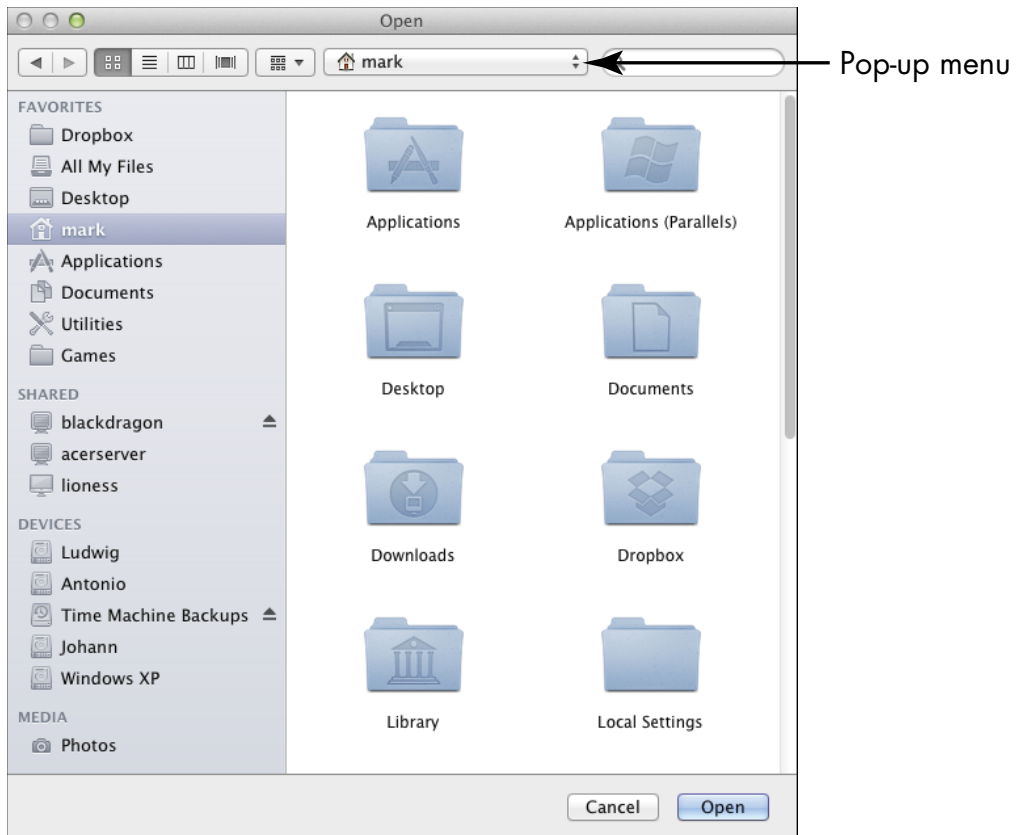 Open
mark
Pop-up menu
FAVORITES
Dropbox
All My Files
Desktop
mark
Applications
Documents
Utilities
Games
SHARED
blackdragon
acerserver
lioness
DEVICES
Ludwig
Antonio
Time Machine Backups
Johann
Windows XP
MEDIA
Photos
Applications
Applications (Parallels)
Desktop
Documents
Downloads
Dropbox
Library
Local Settings
Cancel
Open